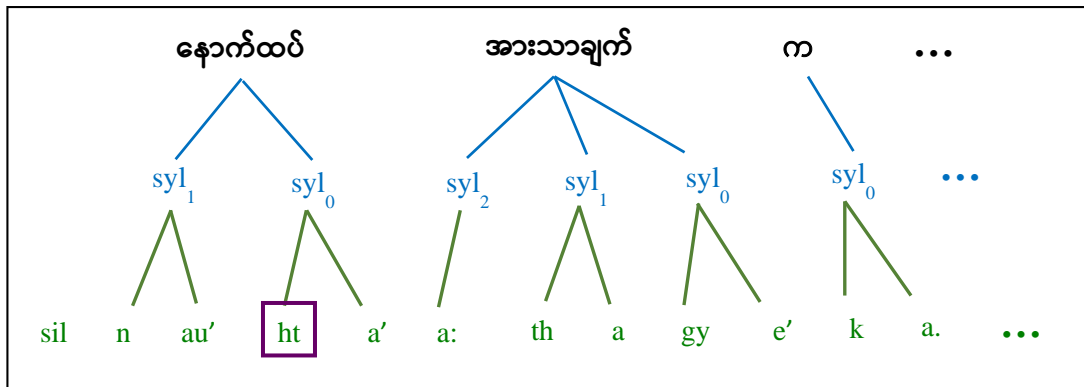 နောက်ထပ် အားသာချက် က ...
syl₁ syl₀ syl₂ syl₁ syl₀ syl₀ ...
sil n au’ ht a’ a: th a gy e’ k a. ...